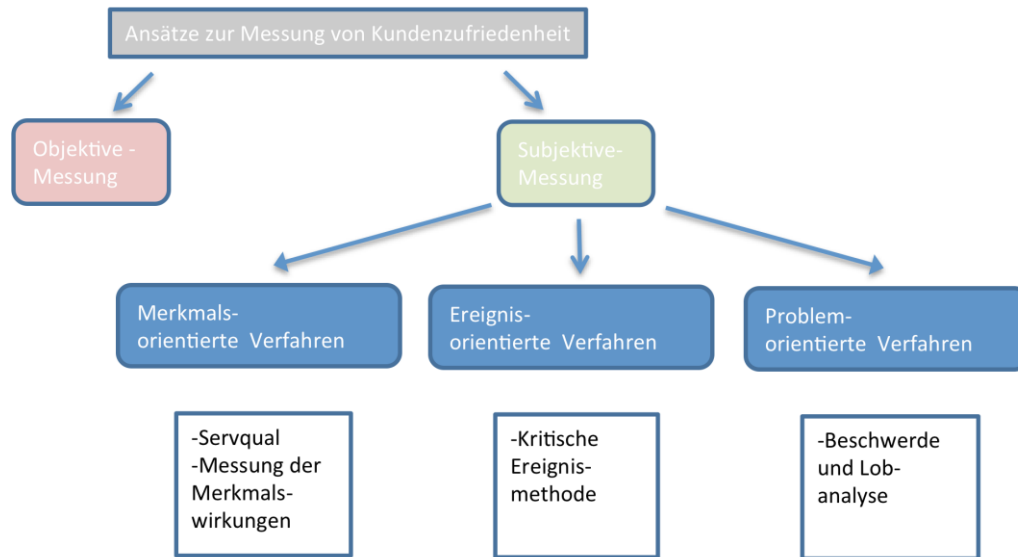 Ansätze zur Messung von Kundenzufriedenheit
Objektive -
Messung
Subjektive-
Messung
Merkmals-
orientierte Verfahren
Ereignis-
orientierte Verfahren
Problem-
orientierte Verfahren
-Servqual
-Messung der
Merkmals-
wirkungen
-Kritische
Ereignis-
methode
-Beschwerde
und Lob-
analyse